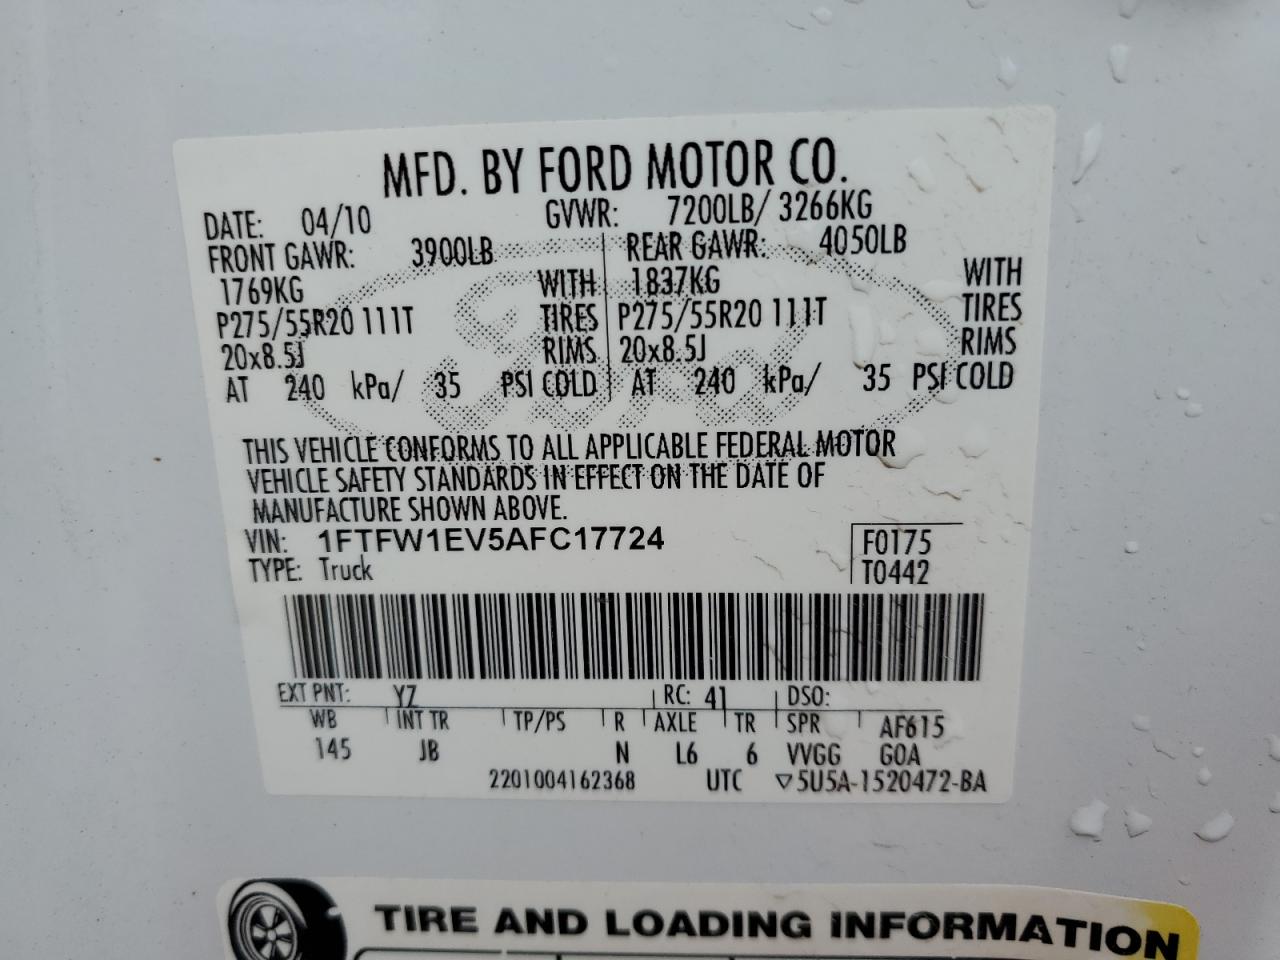 MFD. BY FORD MOTOR CO.
DATE: 04/10 GVWR: 7200LB/ 3266KG
FRONT GAWR: 3900LB REAR GAWR: 4050LB
1769KG WITH 1837KG WITH
P275/55R20 111T TIRES P275/55R20 111T TIRES
20x8.5J RIMS 20x8.5J RIMS
AT 240 kPa/ 35 PSI COLD AT 240 kPa/ 35 PSI COLD
Ford
THIS VEHICLE CONFORMS TO ALL APPLICABLE FEDERAL MOTOR
VEHICLE SAFETY STANDARDS IN EFFECT ON THE DATE OF
MANUFACTURE SHOWN ABOVE.
VIN: 1FTFW1EV5AFC17724 F0175
TYPE: Truck T0442
EXT PNT: YZ RC: 41 DSO:
WB INT TR TP/PS R AXLE TR SPR AF615
145 JB N L6 6 VVGG GOA
2201004162368 UTC ▽5U5A-1520472-BA
TIRE AND LOADING INFORMATION